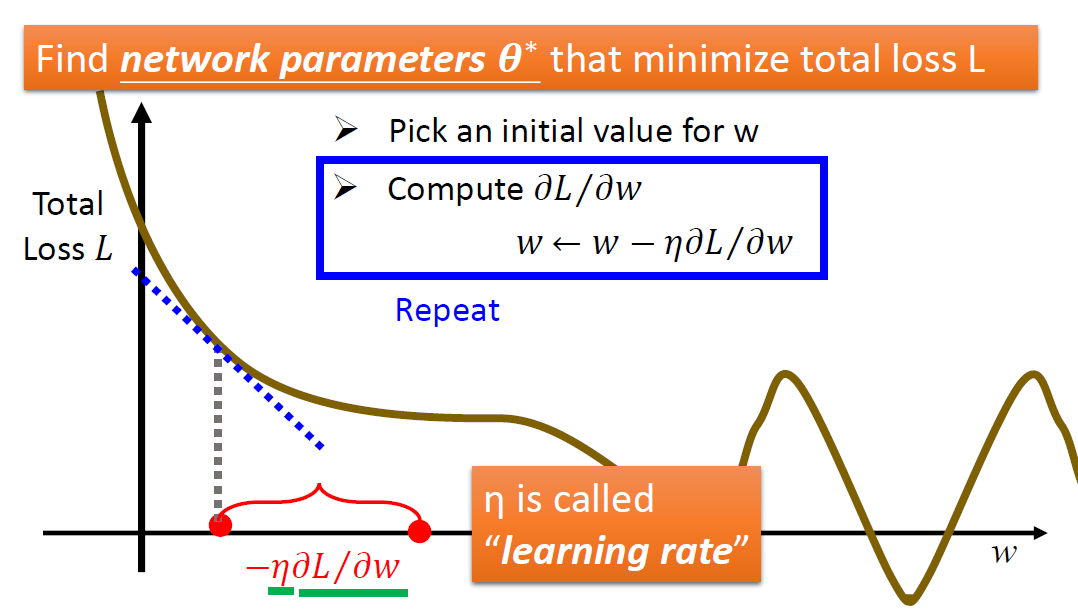 Find network parameters 𝜽* that minimize total loss L
➢ Pick an initial value for w
➢ Compute 𝜕𝐿/𝜕𝑤
𝑤 ← 𝑤 − 𝜂𝜕𝐿/𝜕𝑤
Repeat
Total
Loss 𝐿
η is called
“learning rate”
−𝜂𝜕𝐿/𝜕𝑤
𝑤